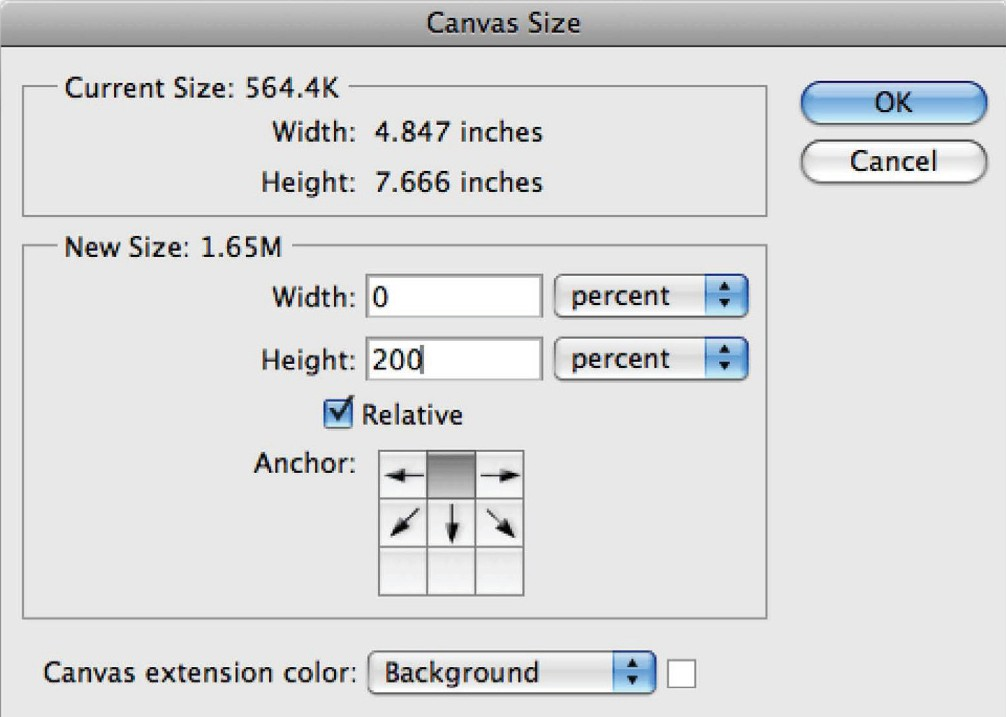 Canvas Size
Current Size: 564.4K
Width: 4.847 inches
Height: 7.666 inches
OK
Cancel
New Size: 1.65M
Width: 0 percent
Height: 200 percent
Relative
Anchor:
Canvas extension color: Background